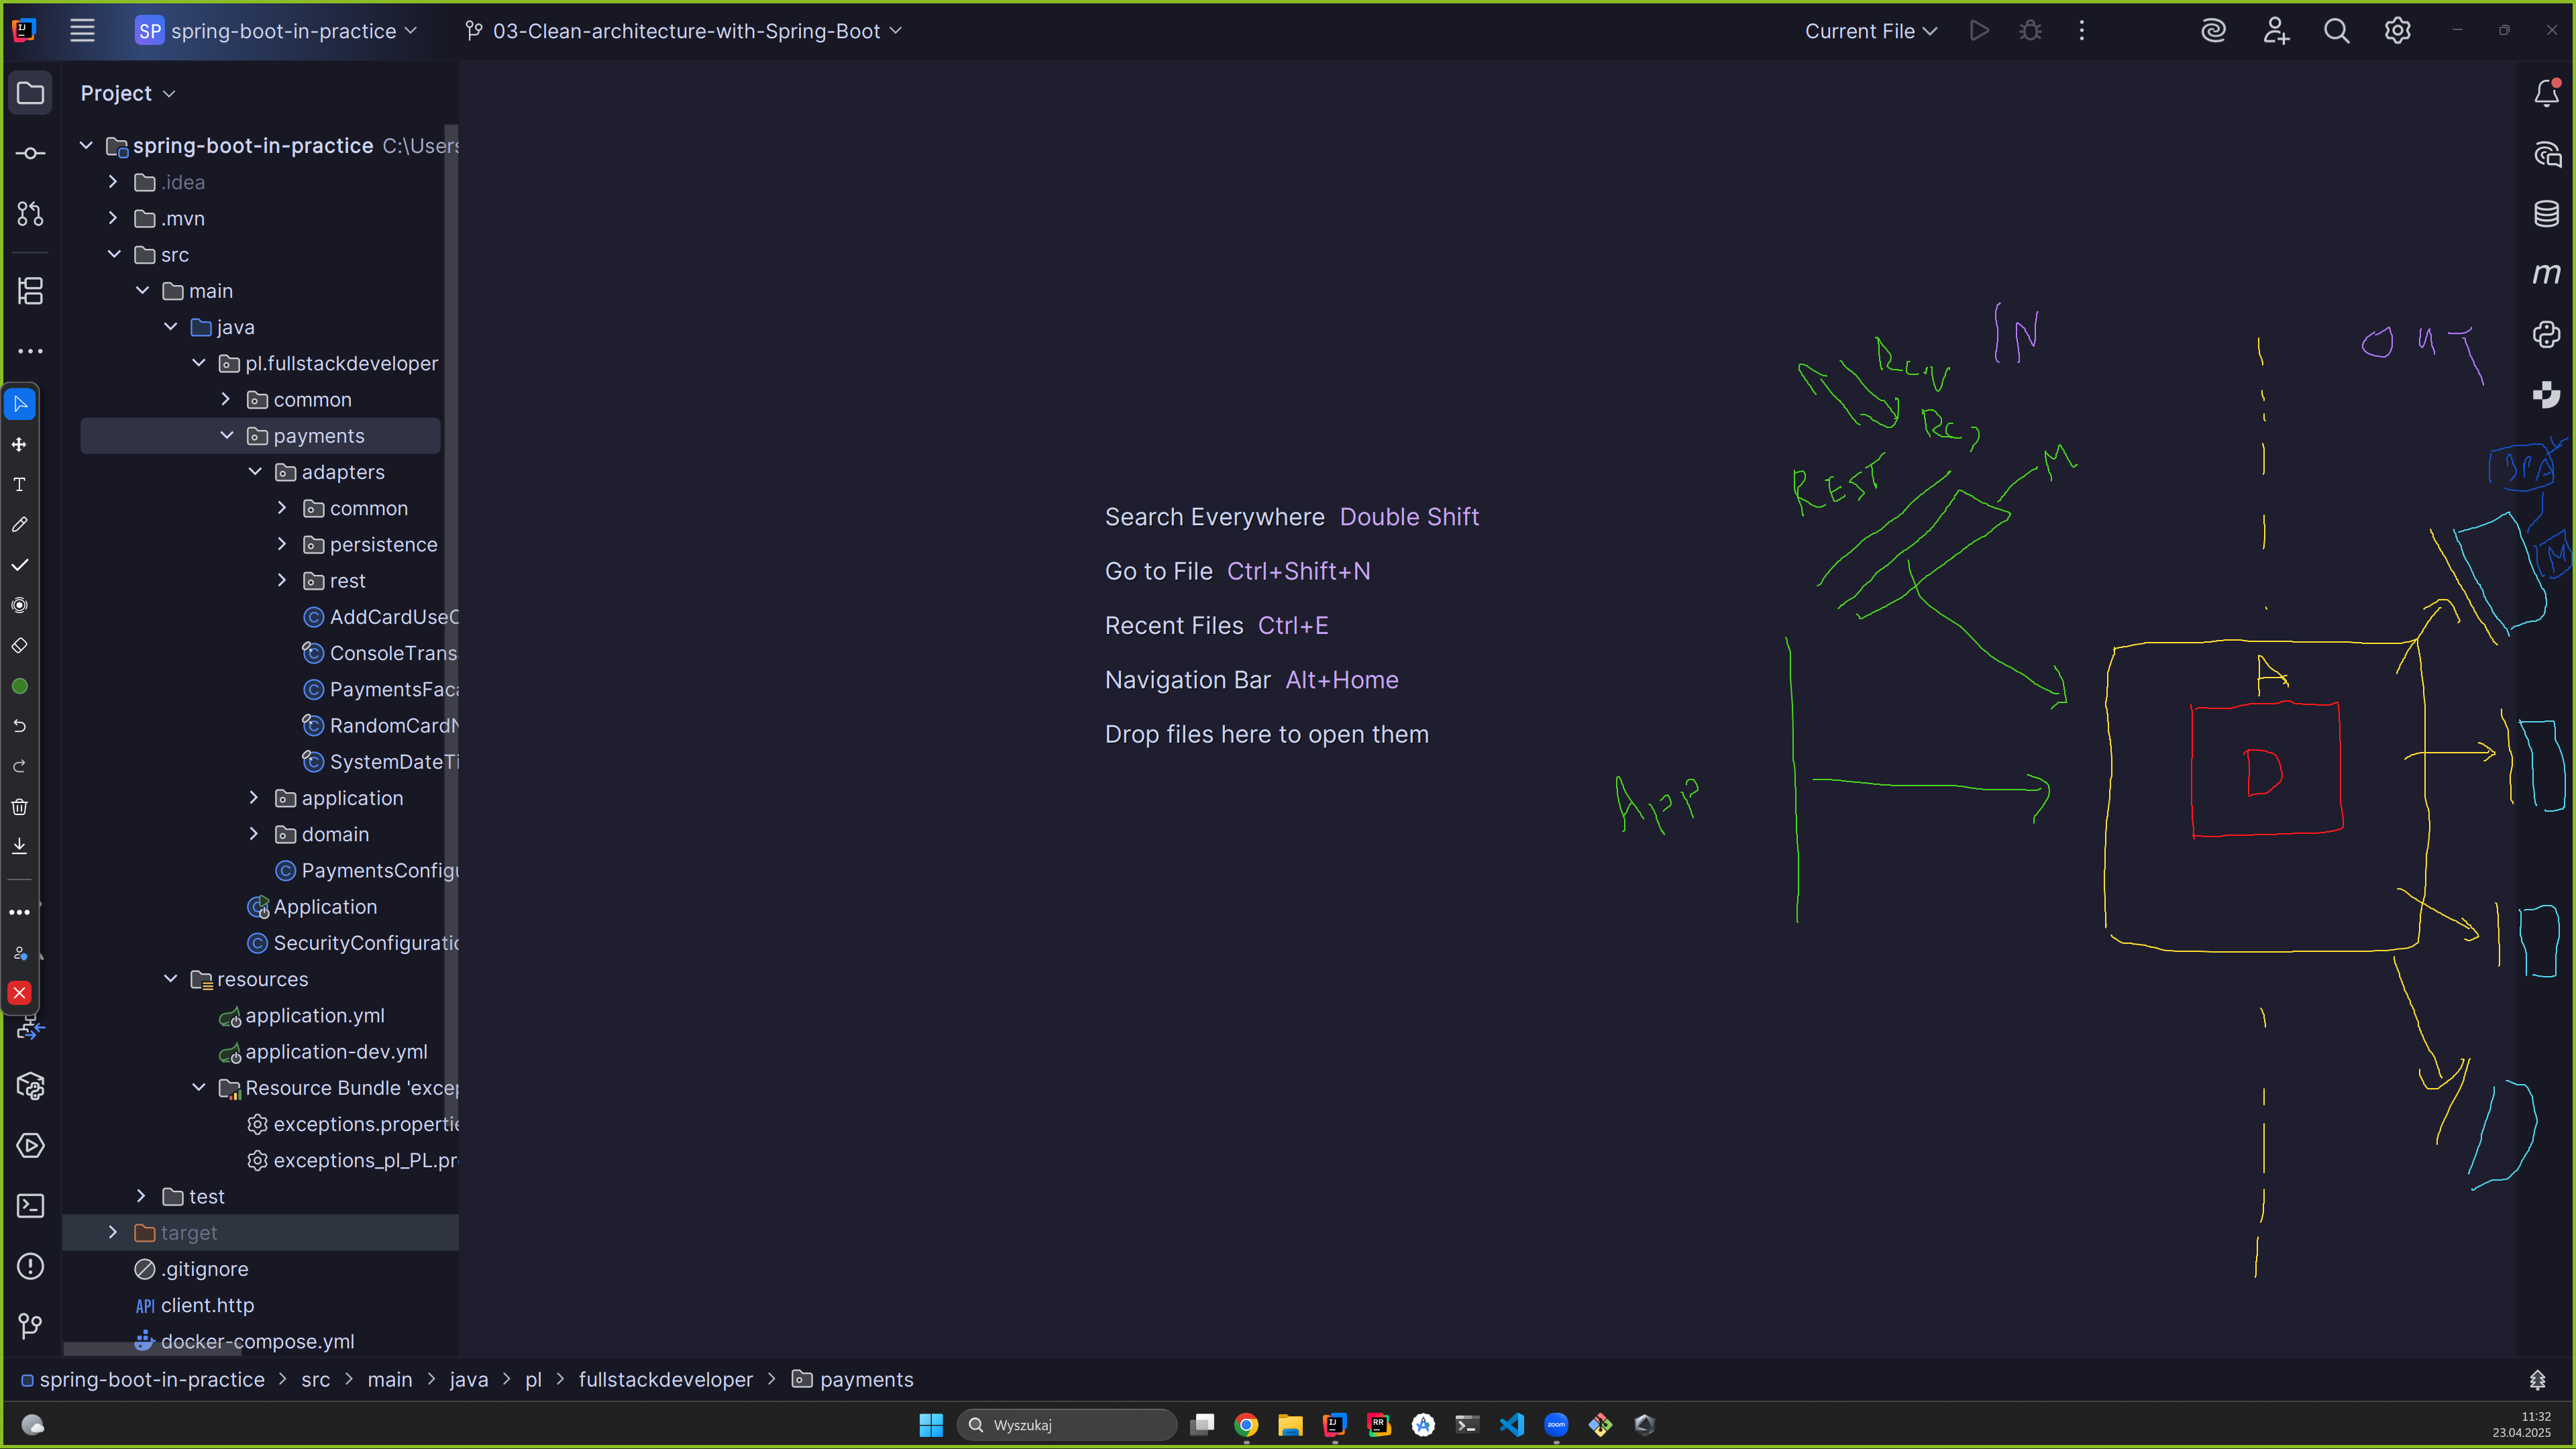 SP spring-boot-in-practice
03-Clean-architecture-with-Spring-Boot
Current File
Project
spring-boot-in-practice C:\Users
.idea
.mvn
src
main
java
pl.fullstackdeveloper
common
payments
adapters
common
persistence
rest
AddCardUseC
ConsoleTrans
PaymentsFaca
RandomCardN
SystemDateTi
application
domain
PaymentsConfigu
Application
SecurityConfiguratio
resources
application.yml
application-dev.yml
Resource Bundle 'excep
exceptions.propertie
exceptions_pl_PL.pr
test
target
.gitignore
API client.http
docker-compose.yml
Search Everywhere Double Shift
Go to File Ctrl+Shift+N
Recent Files Ctrl+E
Navigation Bar Alt+Home
Drop files here to open them
IN
OUT
REST
M
M
A
D
APP
spring-boot-in-practice > src > main > java > pl > fullstackdeveloper > payments
Wyszukaj
zoom
11:32
23.04.2025